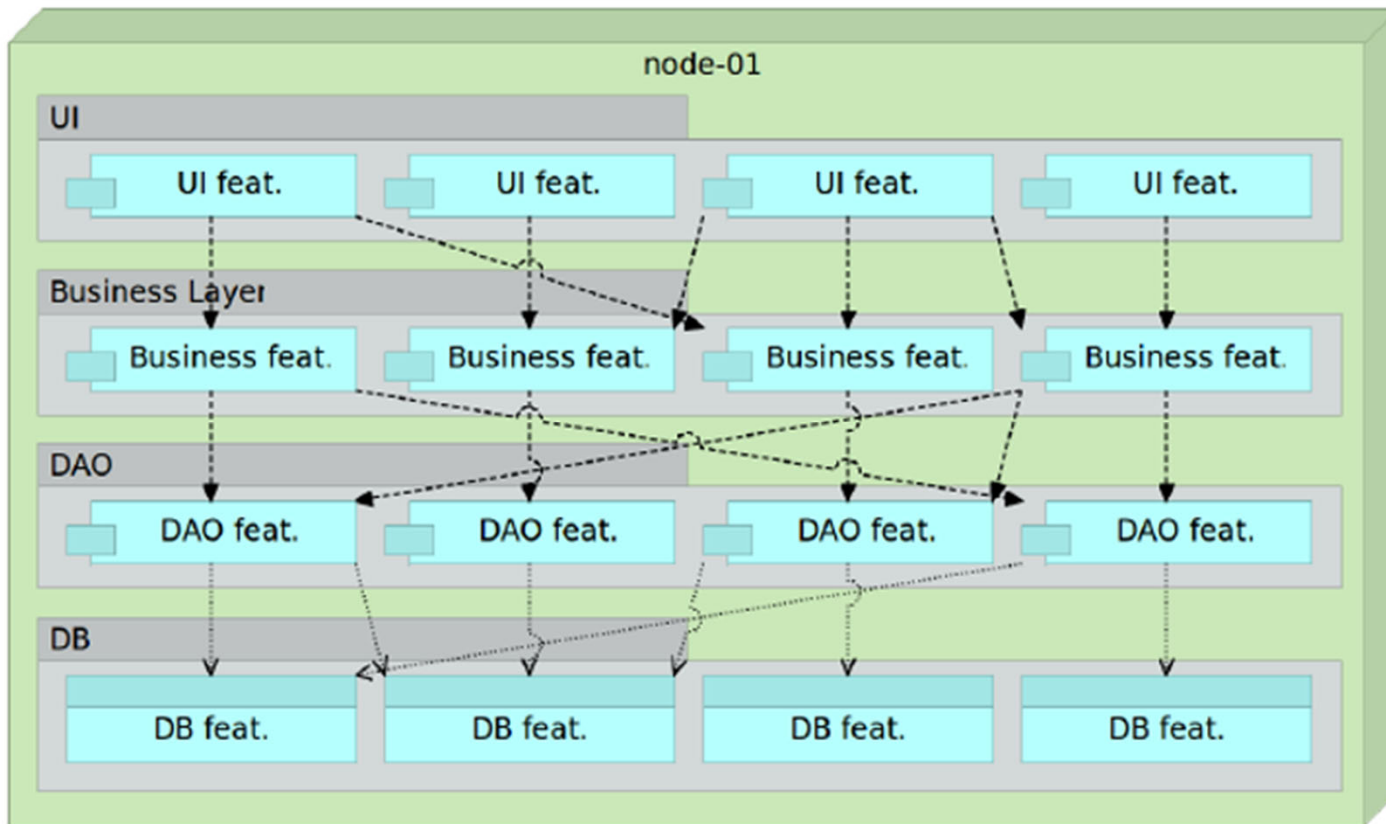 node-01
UI
UI feat. UI feat. UI feat. UI feat.
Business Layer
Business feat. Business feat. Business feat. Business feat.
DAO
DAO feat. DAO feat. DAO feat. DAO feat.
DB
DB feat. DB feat. DB feat. DB feat.